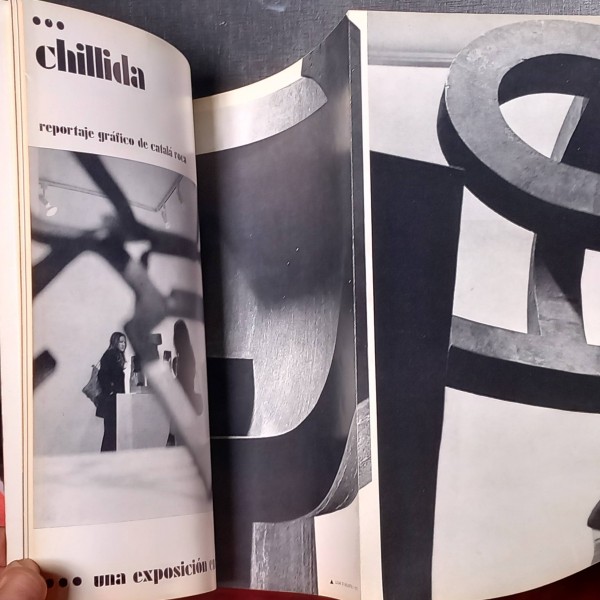 chillida
reportaje gráfico de catalá roca
una exposición